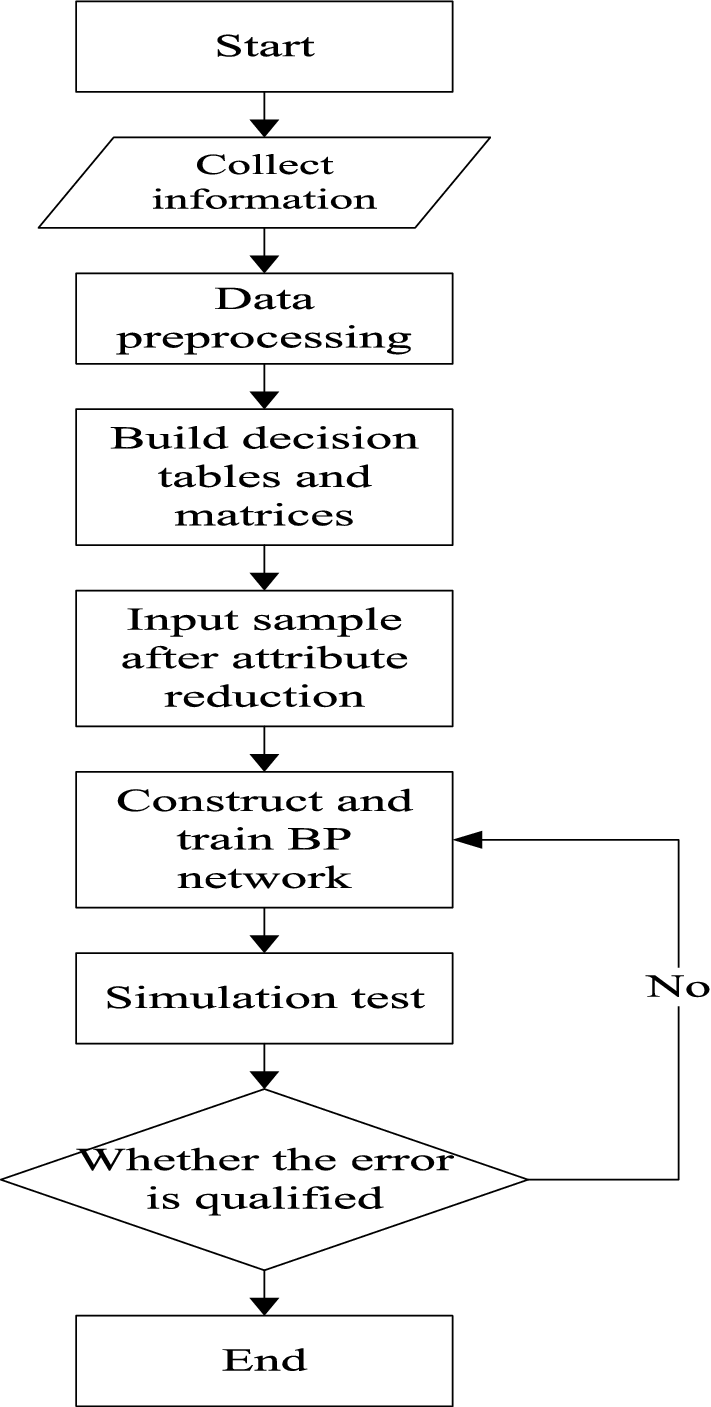 Start
Collect
information
Data
preprocessing
Build decision
tables and
matrices
Input sample
after attribute
reduction
Construct and
train BP
network
Simulation test
No
Whether the error
is qualified
End